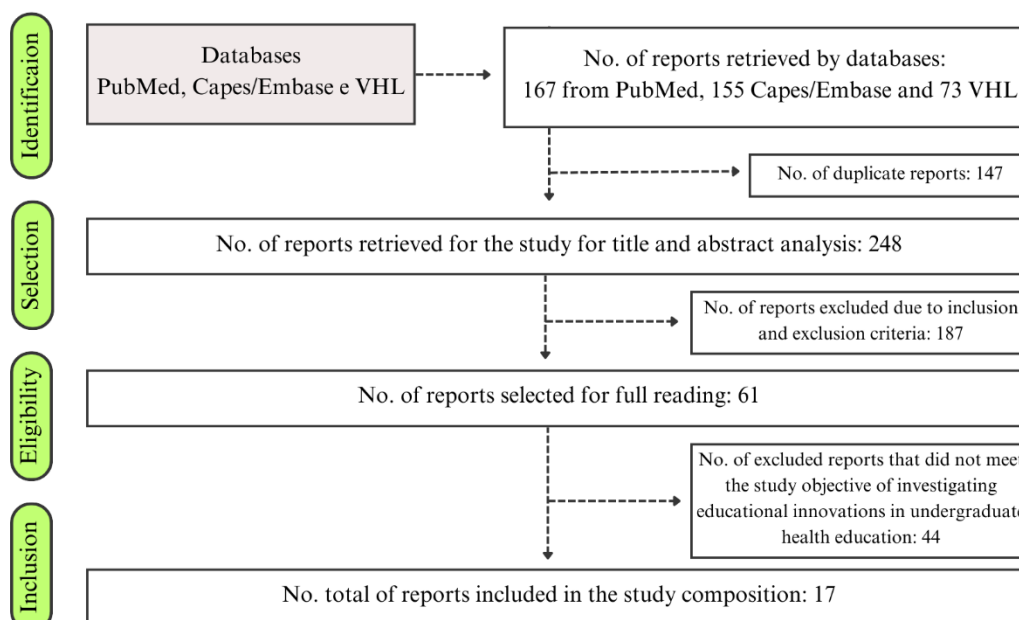 Identificaion
Databases
PubMed, Capes/Embase e VHL
No. of reports retrieved by databases:
167 from PubMed, 155 Capes/Embase and 73 VHL
No. of duplicate reports: 147
Selection
No. of reports retrieved for the study for title and abstract analysis: 248
No. of reports excluded due to inclusion
and exclusion criteria: 187
Eligibility
No. of reports selected for full reading: 61
No. of excluded reports that did not meet
the study objective of investigating
educational innovations in undergraduate
health education: 44
Inclusion
No. total of reports included in the study composition: 17